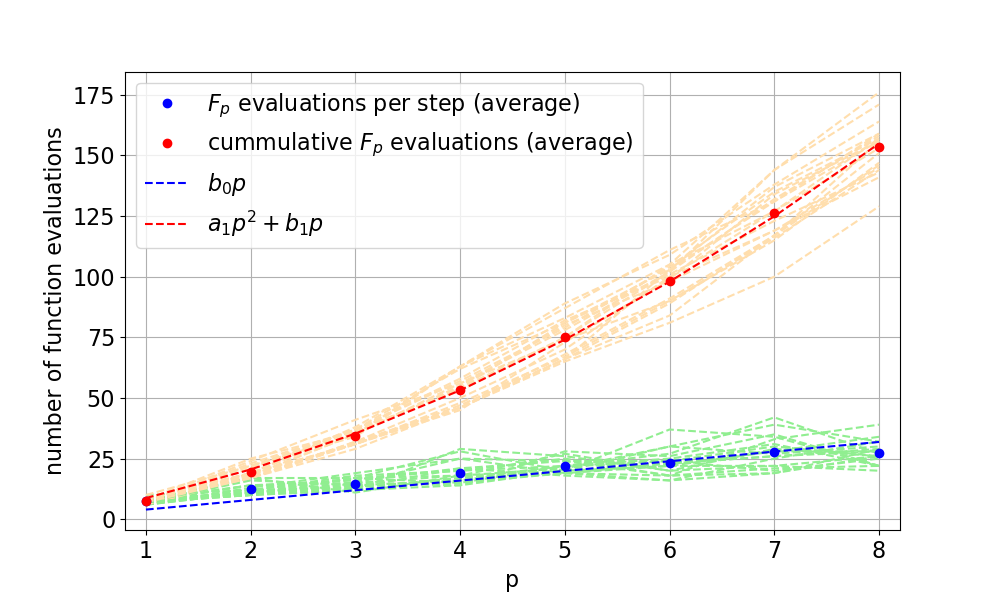 175
150
125
100
75
50
25
0
number of function evaluations
$F_p$ evaluations per step (average)
cummulative $F_p$ evaluations (average)
$b_0p$
$a_1p^2 + b_1p$
1 2 3 4 5 6 7 8
p